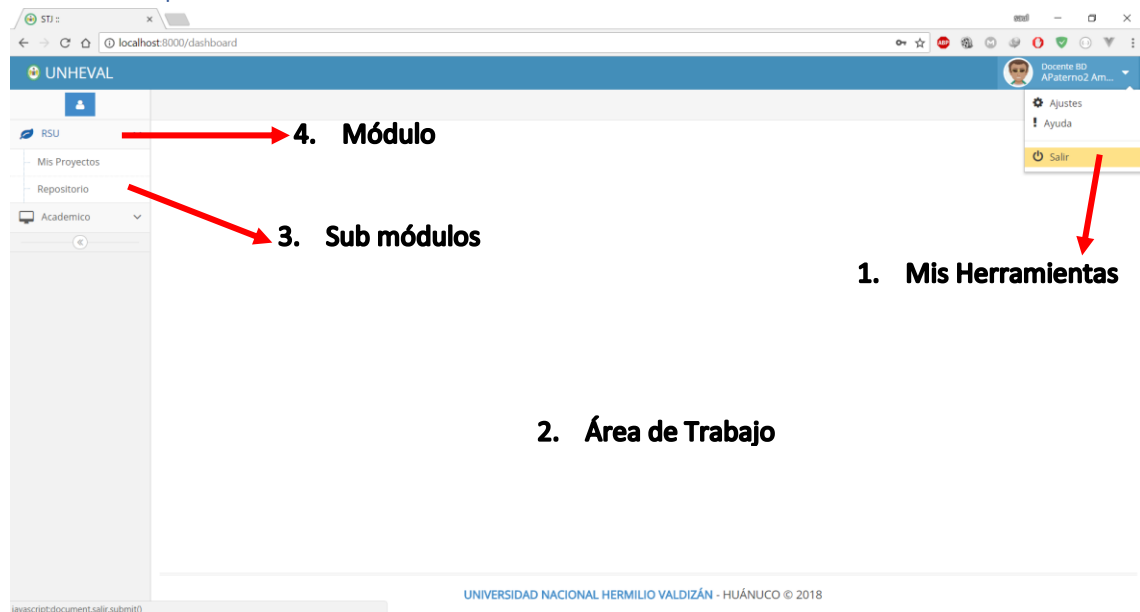 STJ ::
localhost:8000/dashboard
ABP
UNHEVAL
Docente BD
APaterno2 Am...
Ajustes
Ayuda
Salir
RSU
4. Módulo
Mis Proyectos
Repositorio
Academico
3. Sub módulos
1. Mis Herramientas
2. Área de Trabajo
UNIVERSIDAD NACIONAL HERMILIO VALDIZÁN - HUÁNUCO © 2018
javascript:document.salir.submit()